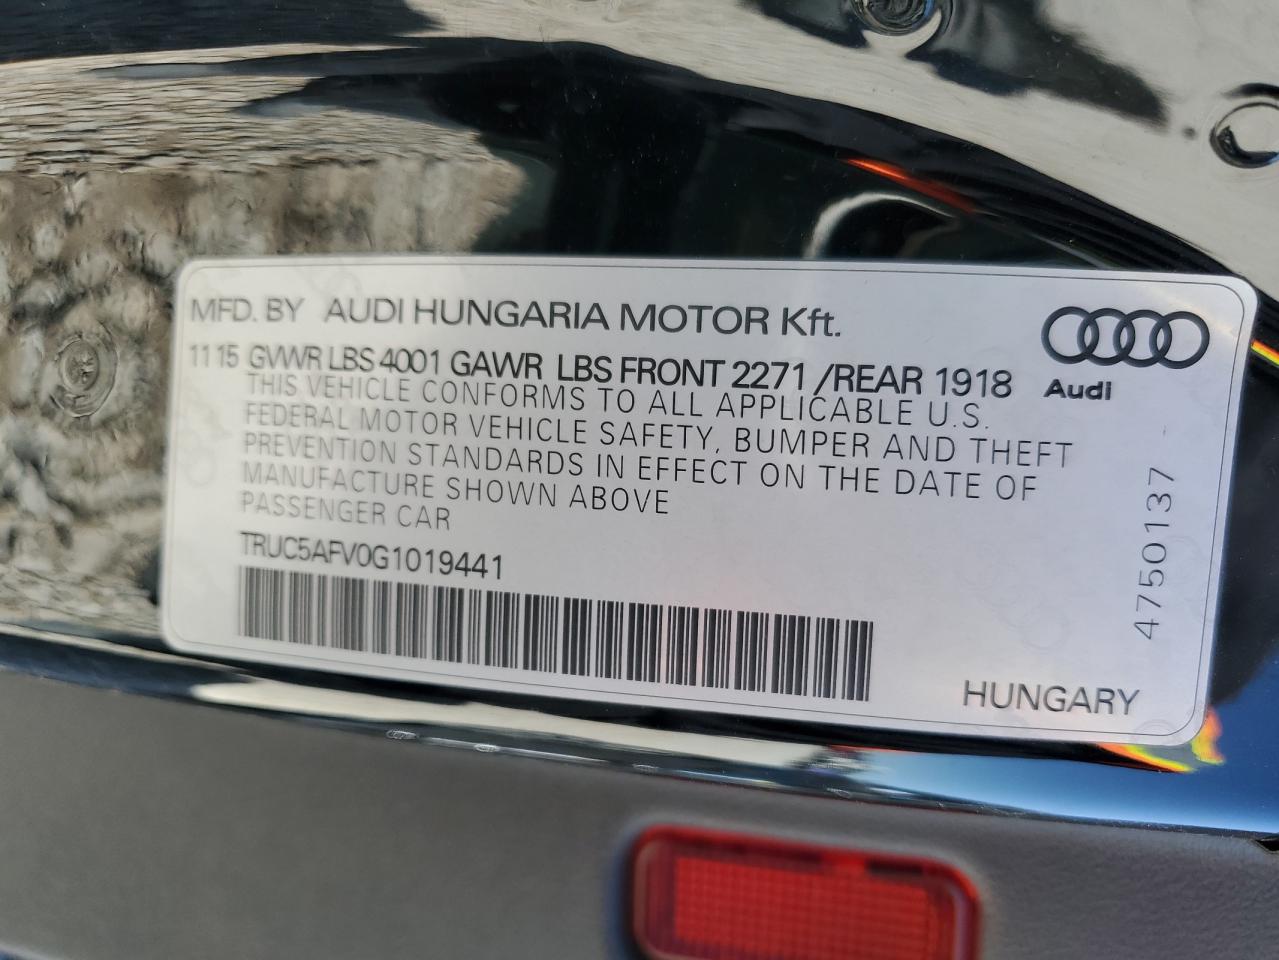 MFD. BY AUDI HUNGARIA MOTOR Kft.
11 15 GVWR LBS 4001 GAWR LBS FRONT 2271 /REAR 1918
Audi
THIS VEHICLE CONFORMS TO ALL APPLICABLE U.S.
FEDERAL MOTOR VEHICLE SAFETY, BUMPER AND THEFT
PREVENTION STANDARDS IN EFFECT ON THE DATE OF
MANUFACTURE SHOWN ABOVE
PASSENGER CAR
TRUC5AFV0G1019441
4750137 -
HUNGARY